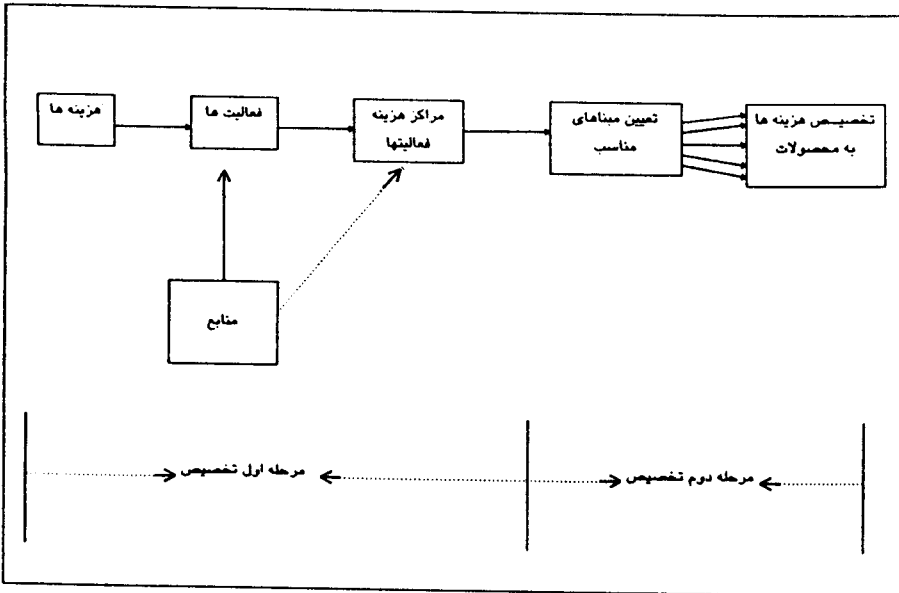 هزینه ها
فعالیت ها
مراکز هزینه
فعالیتها
تعیین مبناهای
مناسب
تخصیص هزینه ها
به محصولات
منابع
مرحله اول تخصیص
مرحله دوم تخصیص